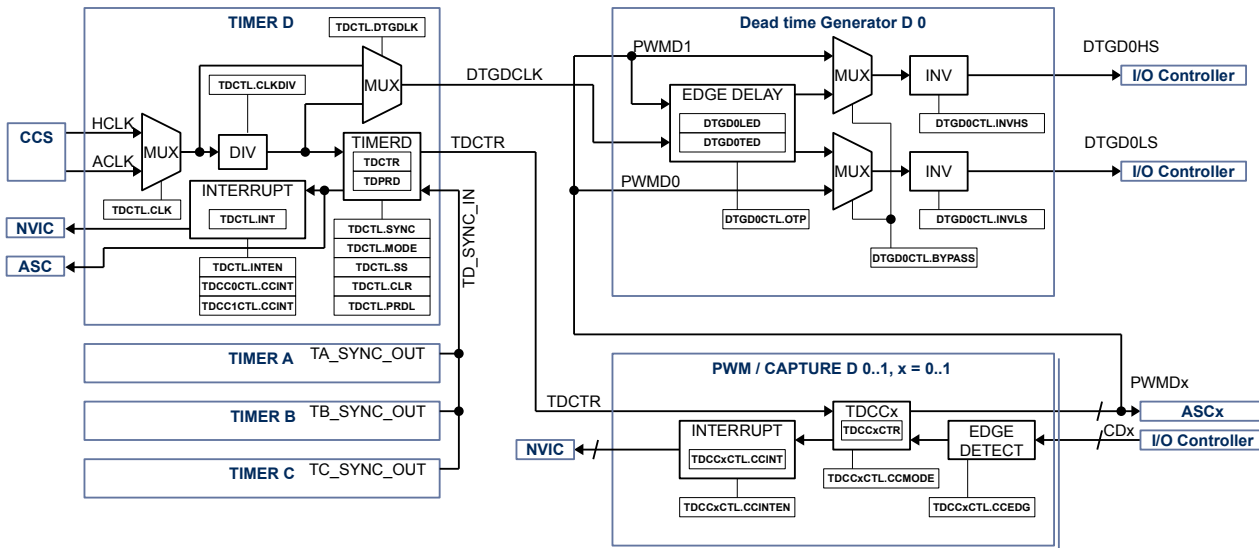 TIMER D
TDCTL.DTGDLK
MUX
TDCTL.CLKDIV
CCS
HCLK
ACLK
MUX
DIV
TIMERD
TDCTR
TDPRD
TDCTR
DTGDCLK
TDCTL.CLK
INTERRUPT
TDCTL.INT
NVIC
ASC
TDCTL.INTEN
TDCC0CTL.CCINT
TDCC1CTL.CCINT
TDCTL.SYNC
TDCTL.MODE
TDCTL.SS
TDCTL.CLR
TDCTL.PRDL
TD_SYNC_IN
TIMER A
TA_SYNC_OUT
TIMER B
TB_SYNC_OUT
TIMER C
TC_SYNC_OUT
Dead time Generator D 0
PWMD1
EDGE DELAY
DTGD0LED
DTGD0TED
PWMD0
DTGD0CTL.OTP
MUX
INV
DTGD0CTL.INVHS
MUX
INV
DTGD0CTL.INVLS
DTGD0CTL.BYPASS
DTGD0HS
I/O Controller
DTGD0LS
I/O Controller
PWM / CAPTURE D 0..1, x = 0..1
TDCTR
TDCCx
TDCCxCTR
TDCCxCTL.CCMODE
NVIC
INTERRUPT
TDCCxCTL.CCINT
TDCCxCTL.CCINTEN
EDGE
DETECT
TDCCxCTL.CCEDG
PWMDx
ASCx
CDx
I/O Controller